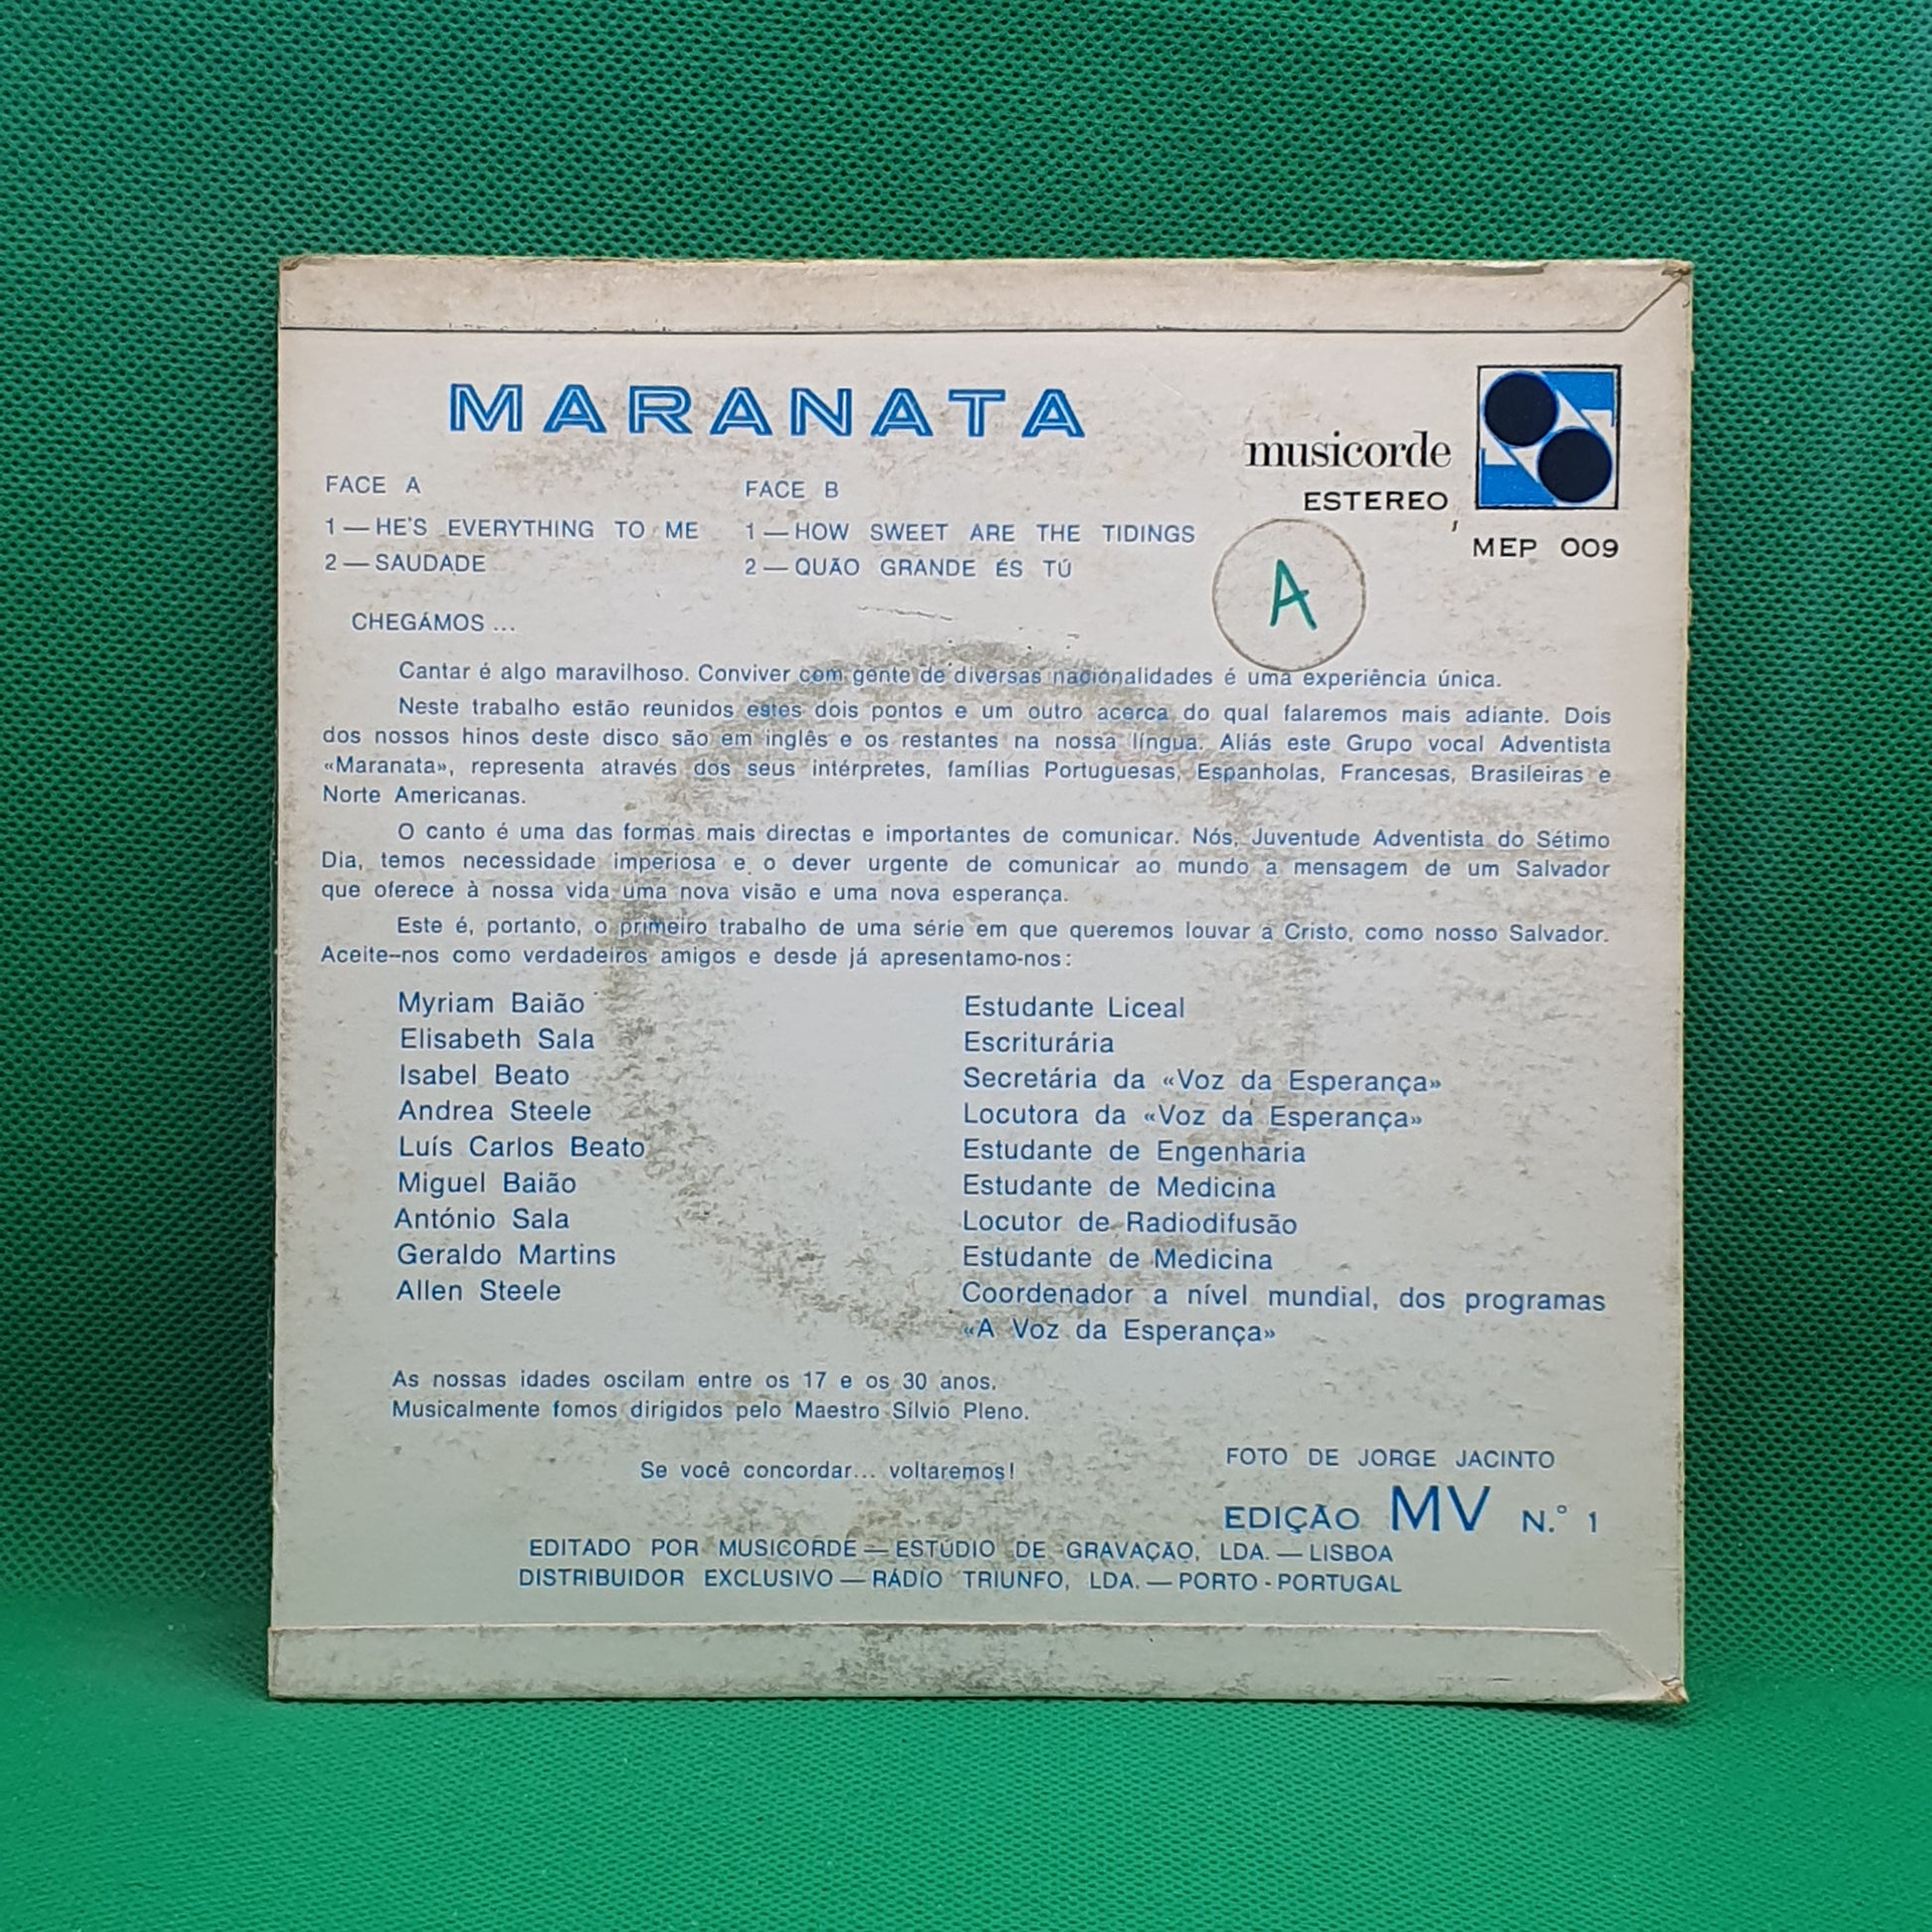 MARANATA
musicorde
ESTEREO
MEP 009
FACE A
1 — HE'S EVERYTHING TO ME
2 — SAUDADE
FACE B
1 — HOW SWEET ARE THE TIDINGS
2 — QUÃO GRANDE ÉS TÚ
A
CHEGÁMOS ...
Cantar é algo maravilhoso. Conviver com gente de diversas nacionalidades é uma experiência única.
Neste trabalho estão reunidos estes dois pontos e um outro acerca do qual falaremos mais adiante. Dois
dos nossos hinos deste disco são em inglês e os restantes na nossa língua. Aliás este Grupo vocal Adventista
«Maranata», representa através dos seus intérpretes, famílias Portuguesas, Espanholas, Francesas, Brasileiras e
Norte Americanas.
O canto é uma das formas mais directas e importantes de comunicar. Nós, Juventude Adventista do Sétimo
Dia, temos necessidade imperiosa e o dever urgente de comunicar ao mundo a mensagem de um Salvador
que oferece à nossa vida uma nova visão e uma nova esperança.
Este é, portanto, o primeiro trabalho de uma série em que queremos louvar a Cristo, como nosso Salvador.
Aceite-nos como verdadeiros amigos e desde já apresentamo-nos:
Myriam Baião Estudante Liceal
Elisabeth Sala Escriturária
Isabel Beato Secretária da «Voz da Esperança»
Andrea Steele Locutora da «Voz da Esperança»
Luís Carlos Beato Estudante de Engenharia
Miguel Baião Estudante de Medicina
António Sala Locutor de Radiodifusão
Geraldo Martins Estudante de Medicina
Allen Steele Coordenador a nível mundial, dos programas
«A Voz da Esperança»
As nossas idades oscilam entre os 17 e os 30 anos.
Musicalmente fomos dirigidos pelo Maestro Sílvio Pleno.
Se você concordar... voltaremos!
FOTO DE JORGE JACINTO
EDIÇÃO MV N.º 1
EDITADO POR MUSICORDE — ESTÚDIO DE GRAVAÇÃO, LDA. — LISBOA
DISTRIBUIDOR EXCLUSIVO — RÁDIO TRIUNFO, LDA. — PORTO - PORTUGAL